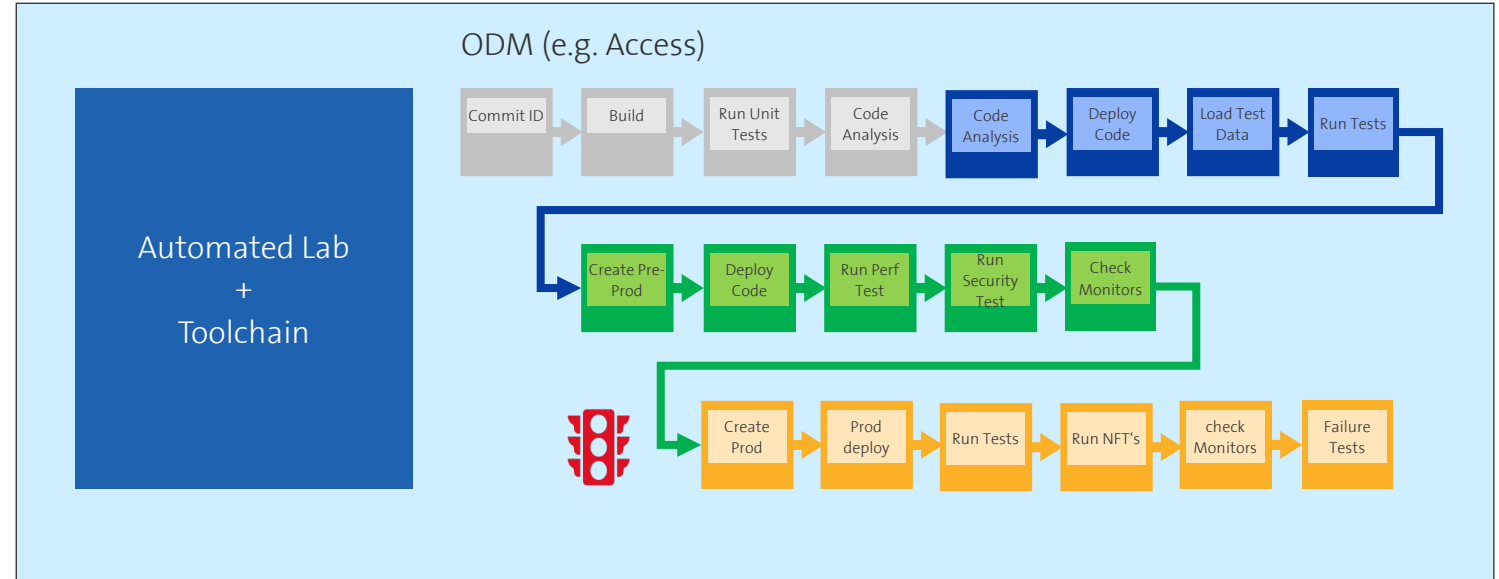 ODM (e.g. Access)
Automated Lab
+
Toolchain
Commit ID
Build
Run Unit
Tests
Code
Analysis
Code
Analysis
Deploy
Code
Load Test
Data
Run Tests
Create Pre-
Prod
Deploy
Code
Run Perf
Test
Run
Security
Test
Check
Monitors
Create
Prod
Prod
deploy
Run Tests
Run NFT‘s
check
Monitors
Failure
Tests